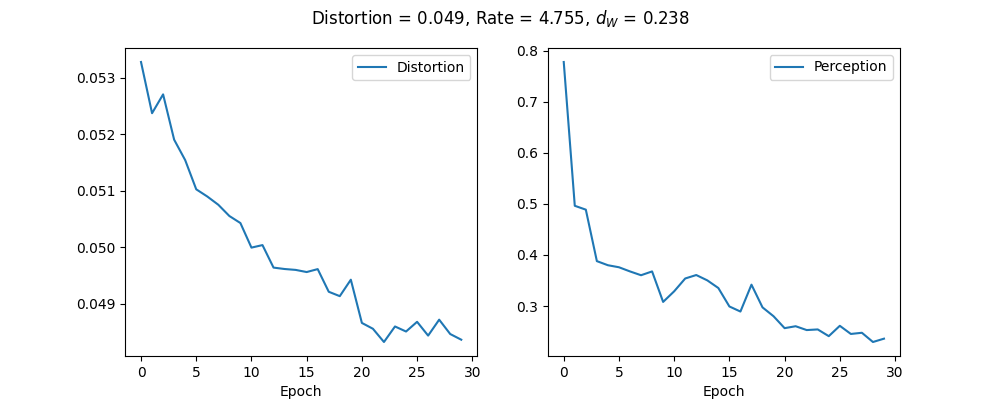 Distortion = 0.049, Rate = 4.755, d_W = 0.238
Distortion
0.053
0.052
0.051
0.050
0.049
0 5 10 15 20 25 30
Epoch
Perception
0.8
0.7
0.6
0.5
0.4
0.3
0 5 10 15 20 25 30
Epoch